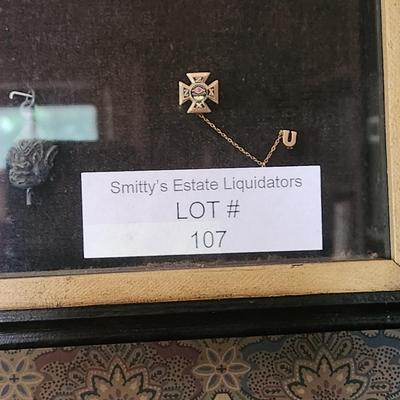 U
Smitty's Estate Liquidators
LOT #
107